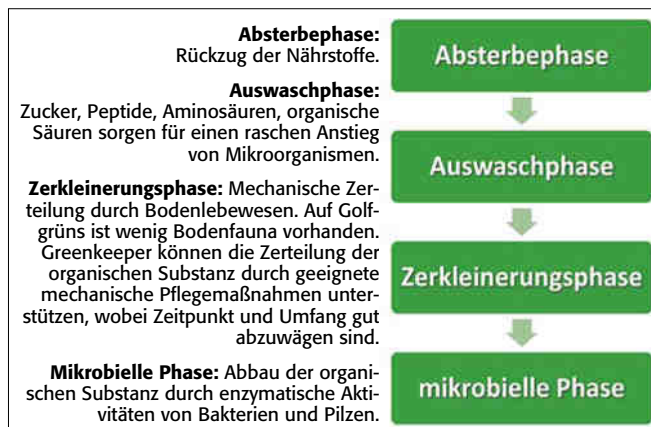 Absterbephase:
Rückzug der Nährstoffe.
Auswaschphase:
Zucker, Peptide, Aminosäuren, organische
Säuren sorgen für einen raschen Anstieg
von Mikroorganismen.
Zerkleinerungsphase: Mechanische Zer-
teilung durch Bodenlebewesen. Auf Golf-
grüns ist wenig Bodenfauna vorhanden.
Greenkeeper können die Zerteilung der
organischen Substanz durch geeignete
mechanische Pflegemaßnahmen unter-
stützen, wobei Zeitpunkt und Umfang gut
abzuwägen sind.
Mikrobielle Phase: Abbau der organi-
schen Substanz durch enzymatische Akti-
vitäten von Bakterien und Pilzen.
Absterbephase
Auswaschphase
Zerkleinerungsphase
mikrobielle Phase